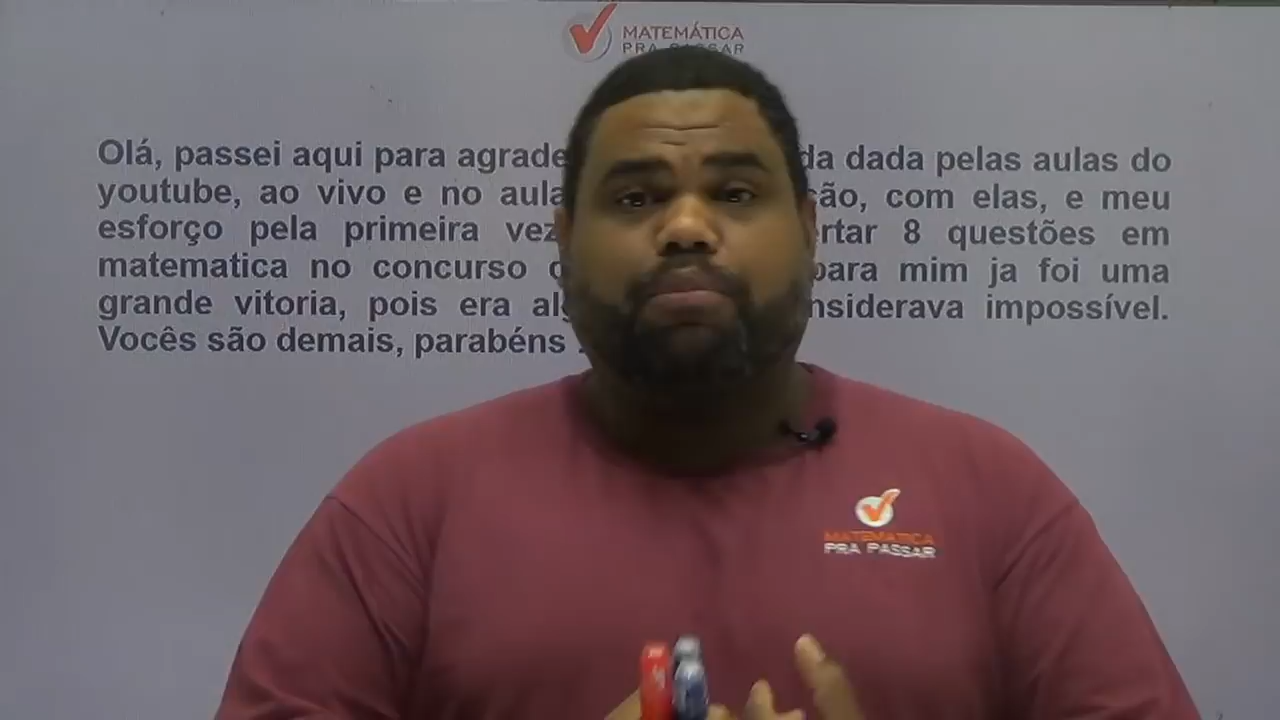 MATEMÁTICA
PRA PASSAR
Olá, passei aqui para agrade da dada pelas aulas do
youtube, ao vivo e no aula ção, com elas, e meu
esforço pela primeira vez rtar 8 questões em
matematica no concurso para mim ja foi uma
grande vitoria, pois era alg nsiderava impossível.
Vocês são demais, parabéns
MATEMÁTICA
PRA PASSAR